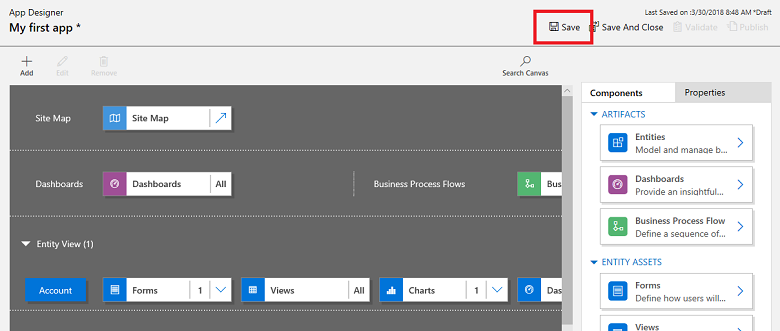 App Designer
Last Saved on :3/30/2018 8:48 AM *Draft
My first app *
Save
Save And Close
Validate
Publish
Add
Edit
Remove
Search Canvas
Components
Properties
Site Map
Site Map
ARTIFACTS
Entities
Model and manage b...
Dashboards
Dashboards
All
Business Process Flows
Bus
Dashboards
Provide an insightful...
Business Process Flow
Define a sequence of...
Entity View (1)
ENTITY ASSETS
Account
Forms
1
Views
All
Charts
1
Das
Forms
Define how users will...
Views